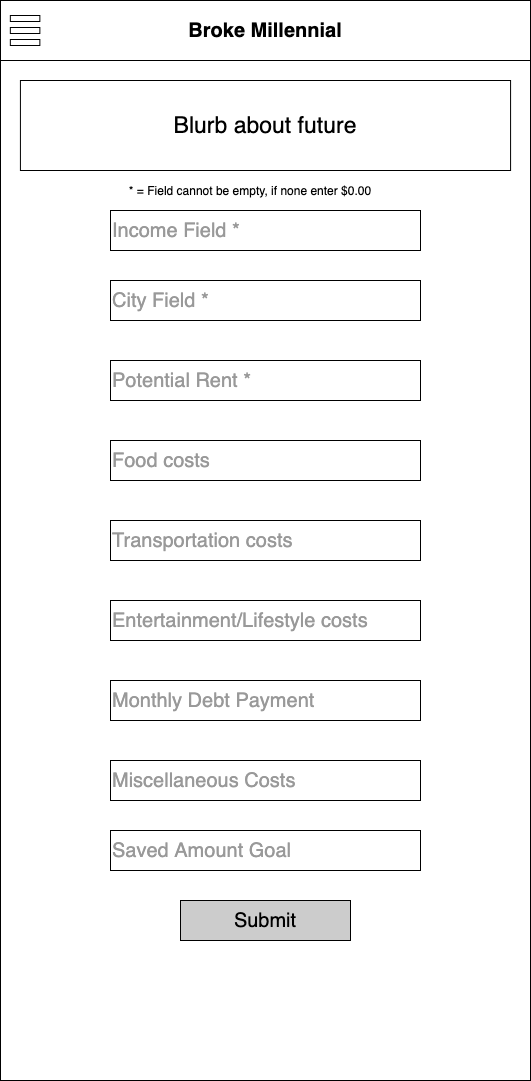 Broke Millennial
Blurb about future
* = Field cannot be empty, if none enter $0.00
Income Field *
City Field *
Potential Rent *
Food costs
Transportation costs
Entertainment/Lifestyle costs
Monthly Debt Payment
Miscellaneous Costs
Saved Amount Goal
Submit